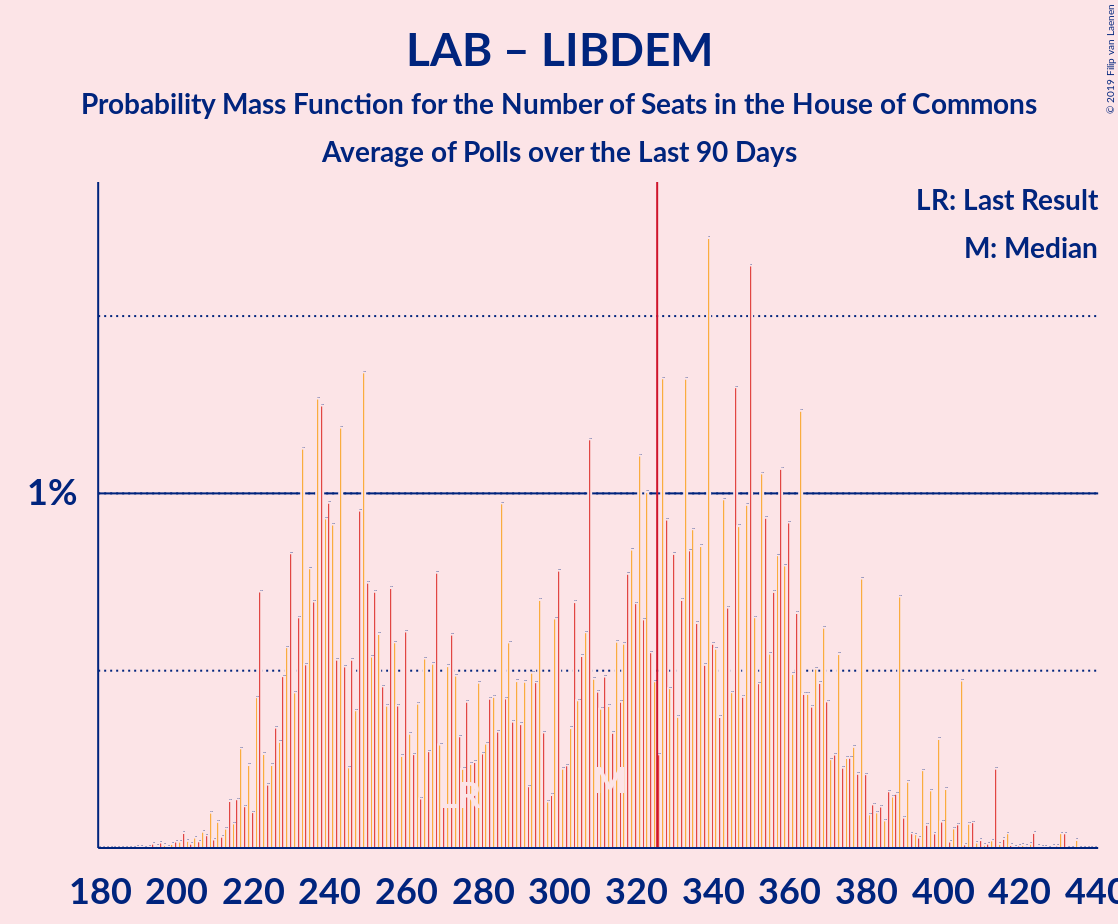 LAB – LIBDEM
Probability Mass Function for the Number of Seats in the House of Commons
Average of Polls over the Last 90 Days
© 2019 Filip van Laenen
LR: Last Result
M: Median
1%
LR
M
180 200 220 240 260 280 300 320 340 360 380 400 420 440